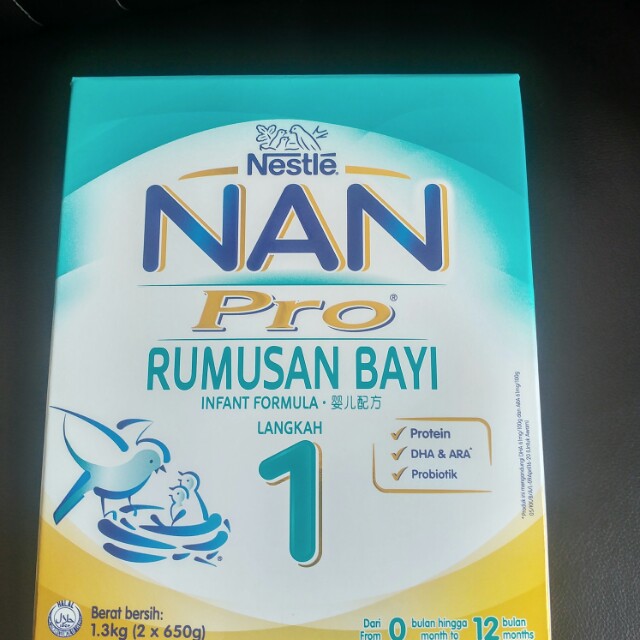 Nestlé
NAN
Pro®
RUMUSAN BAYI
INFANT FORMULA • 婴儿配方
LANGKAH
1
Protein
DHA & ARA*
Probiotik
HALAL
Berat bersih:
1.3kg (2 x 650g)
Dari 0 bulan hingga 12 bulan
From month to months